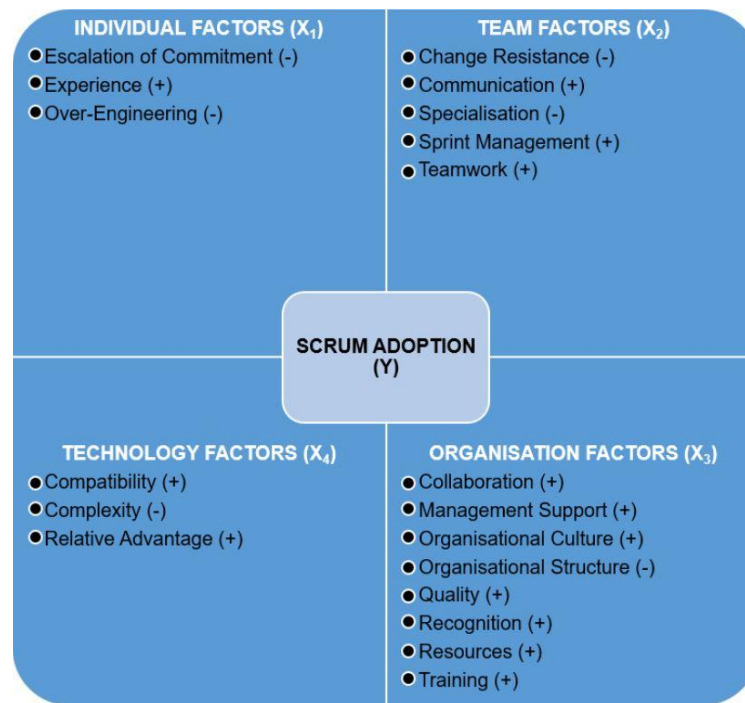 INDIVIDUAL FACTORS (X₁)
Escalation of Commitment (-)
Experience (+)
Over-Engineering (-)
TEAM FACTORS (X₂)
Change Resistance (-)
Communication (+)
Specialisation (-)
Sprint Management (+)
Teamwork (+)
SCRUM ADOPTION
(Y)
TECHNOLOGY FACTORS (X₄)
Compatibility (+)
Complexity (-)
Relative Advantage (+)
ORGANISATION FACTORS (X₃)
Collaboration (+)
Management Support (+)
Organisational Culture (+)
Organisational Structure (-)
Quality (+)
Recognition (+)
Resources (+)
Training (+)